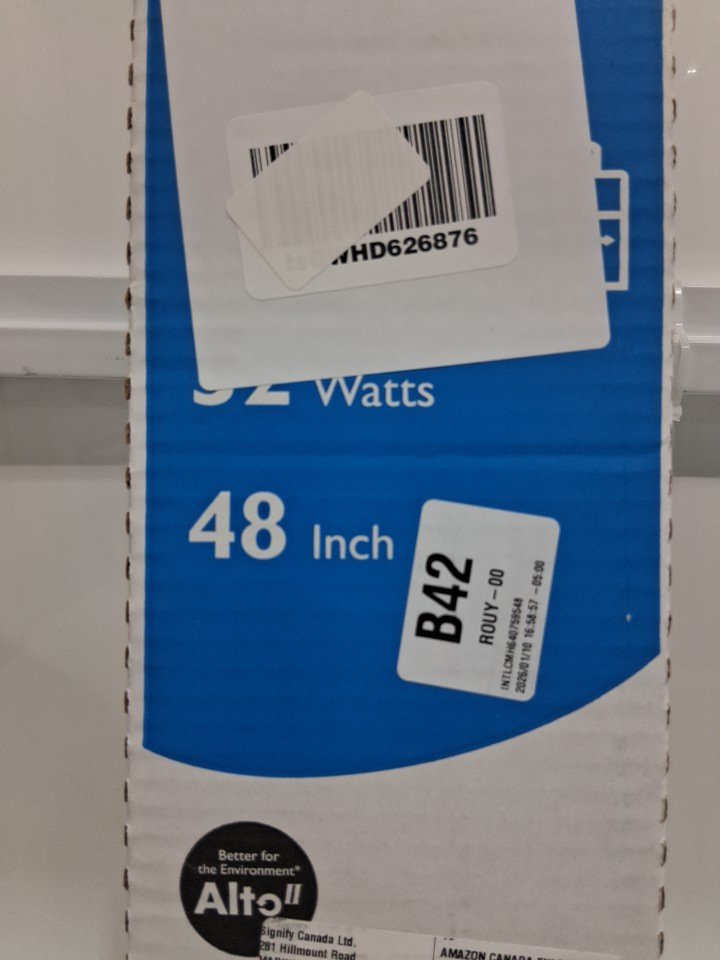 WHD626876
Watts
48 Inch
B42
ROUY-00
INTLCMH640759548
2026/01/10 16:58:57 -05:00
Better for
the Environment*
Alto II
Signify Canada Ltd.
281 Hillmount Road
AMAZON CANADA